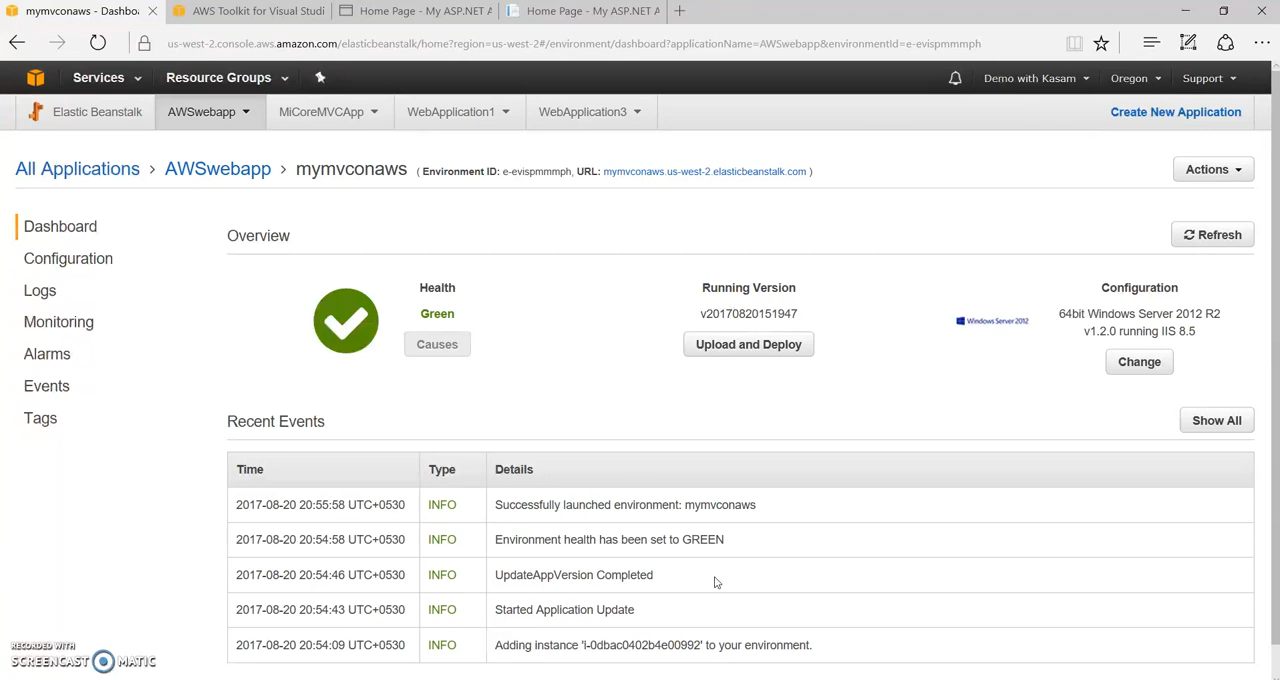 mymvconaws - Dashboa
AWS Toolkit for Visual Studi
Home Page - My ASP.NET A
Home Page - My ASP.NET A
us-west-2.console.aws.amazon.com/elasticbeanstalk/home?region=us-west-2#/environment/dashboard?applicationName=AWSwebapp&environmentId=e-evispmmmph
Services Resource Groups Demo with Kasam Oregon Support
Elastic Beanstalk AWSwebapp MiCoreMVCApp WebApplication1 WebApplication3 Create New Application
All Applications > AWSwebapp > mymvconaws ( Environment ID: e-evispmmmph, URL: mymvconaws.us-west-2.elasticbeanstalk.com ) Actions
Dashboard
Configuration
Logs
Monitoring
Alarms
Events
Tags
Overview
Refresh
Health
Green
Causes
Running Version
v20170820151947
Upload and Deploy
Windows Server 2012
Configuration
64bit Windows Server 2012 R2
v1.2.0 running IIS 8.5
Change
Recent Events
Show All
Time Type Details
2017-08-20 20:55:58 UTC+0530 INFO Successfully launched environment: mymvconaws
2017-08-20 20:54:58 UTC+0530 INFO Environment health has been set to GREEN
2017-08-20 20:54:46 UTC+0530 INFO UpdateAppVersion Completed
2017-08-20 20:54:43 UTC+0530 INFO Started Application Update
2017-08-20 20:54:09 UTC+0530 INFO Adding instance 'i-0dbac0402b4e00992' to your environment.
RECORDED WITH
SCREENCAST MATIC